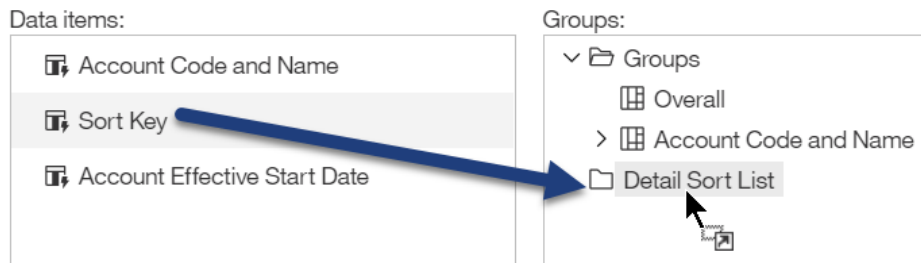 Data items:
Account Code and Name
Sort Key
Account Effective Start Date
Groups:
Groups
Overall
Account Code and Name
Detail Sort List